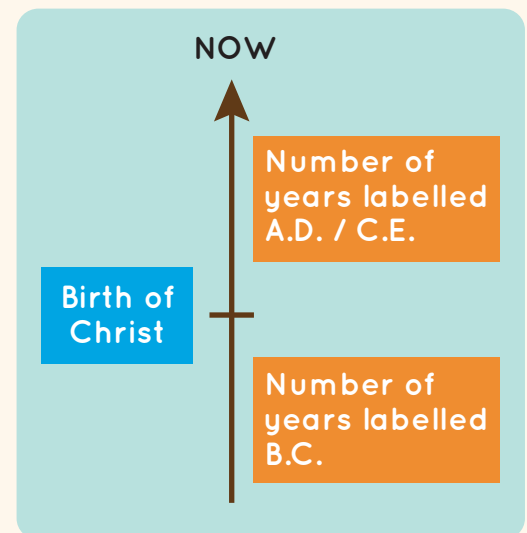 NOW
Number of
years labelled
A.D. / C.E.
Birth of
Christ
Number of
years labelled
B.C.